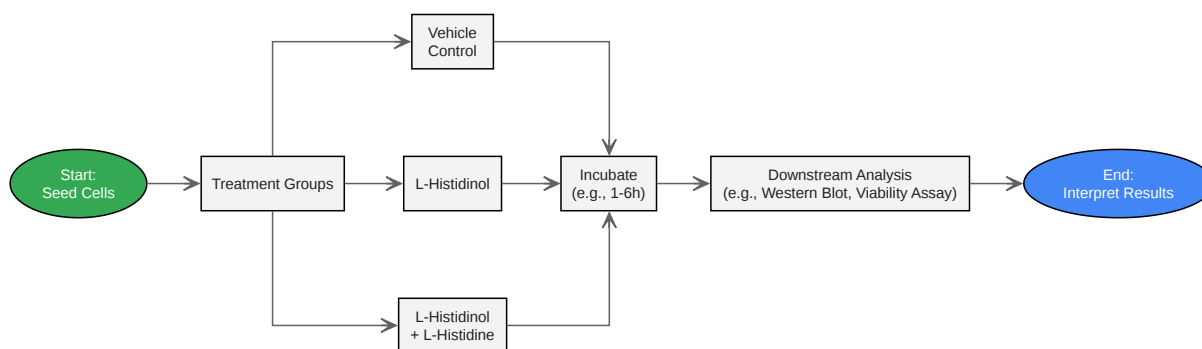 Start:
Seed Cells
Treatment Groups
Vehicle
Control
L-Histidinol
L-Histidinol
+ L-Histidine
Incubate
(e.g., 1-6h)
Downstream Analysis
(e.g., Western Blot, Viability Assay)
End:
Interpret Results